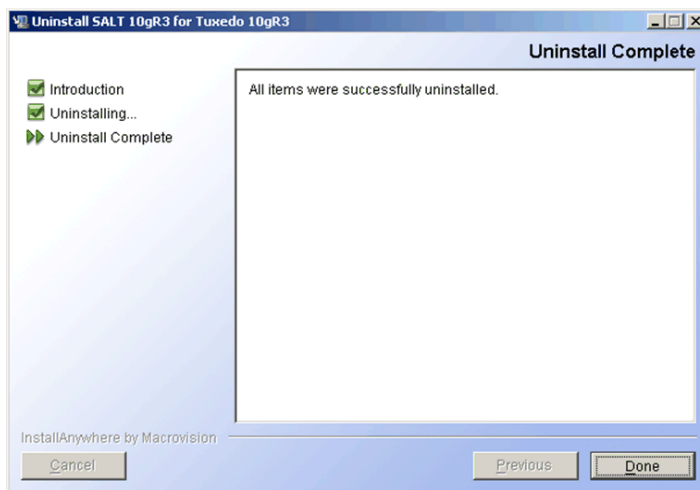 Uninstall SALT 10gR3 for Tuxedo 10gR3
Uninstall Complete
Introduction
Uninstalling...
Uninstall Complete
All items were successfully uninstalled.
InstallAnywhere by Macrovision
Cancel
Previous
Done